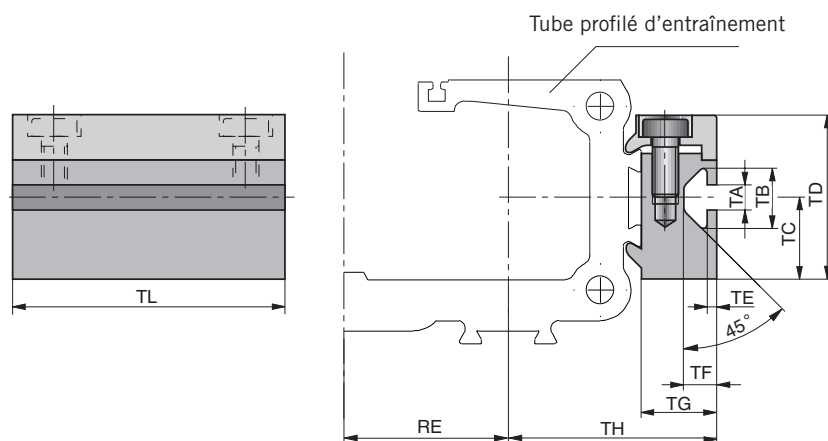 Tube profilé d’entraînement
TA
TB
TC
TD
TL
TE
45°
TF
TG
RE
TH